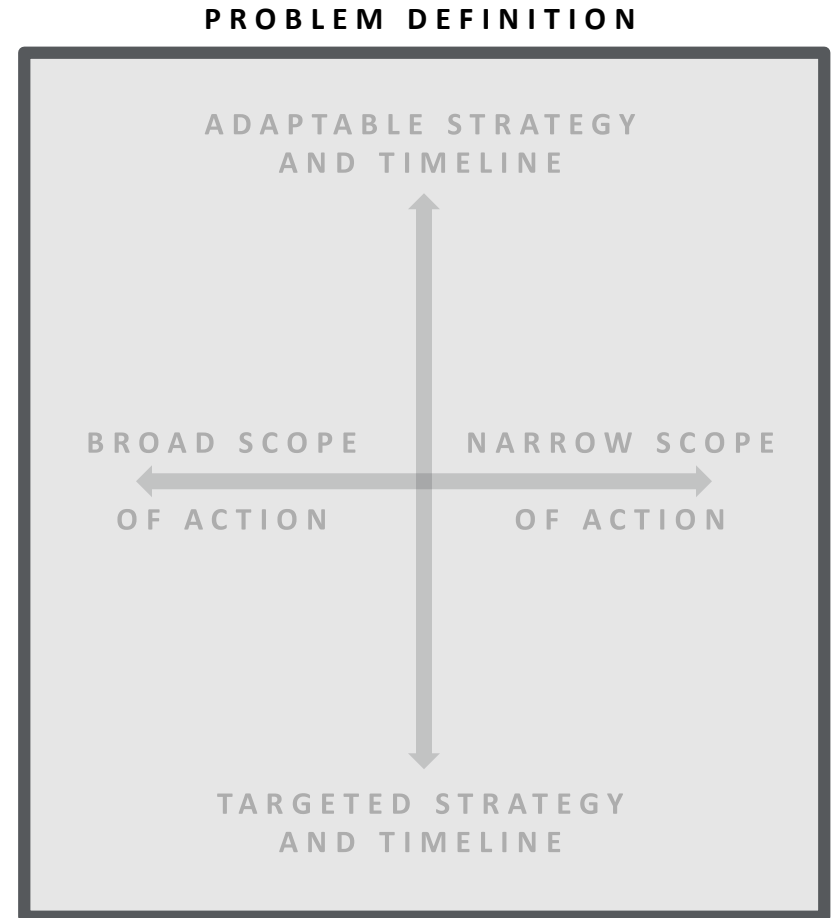 PROBLEM DEFINITION
ADAPTABLE STRATEGY
AND TIMELINE
BROAD SCOPE
OF ACTION
NARROW SCOPE
OF ACTION
TARGETED STRATEGY
AND TIMELINE